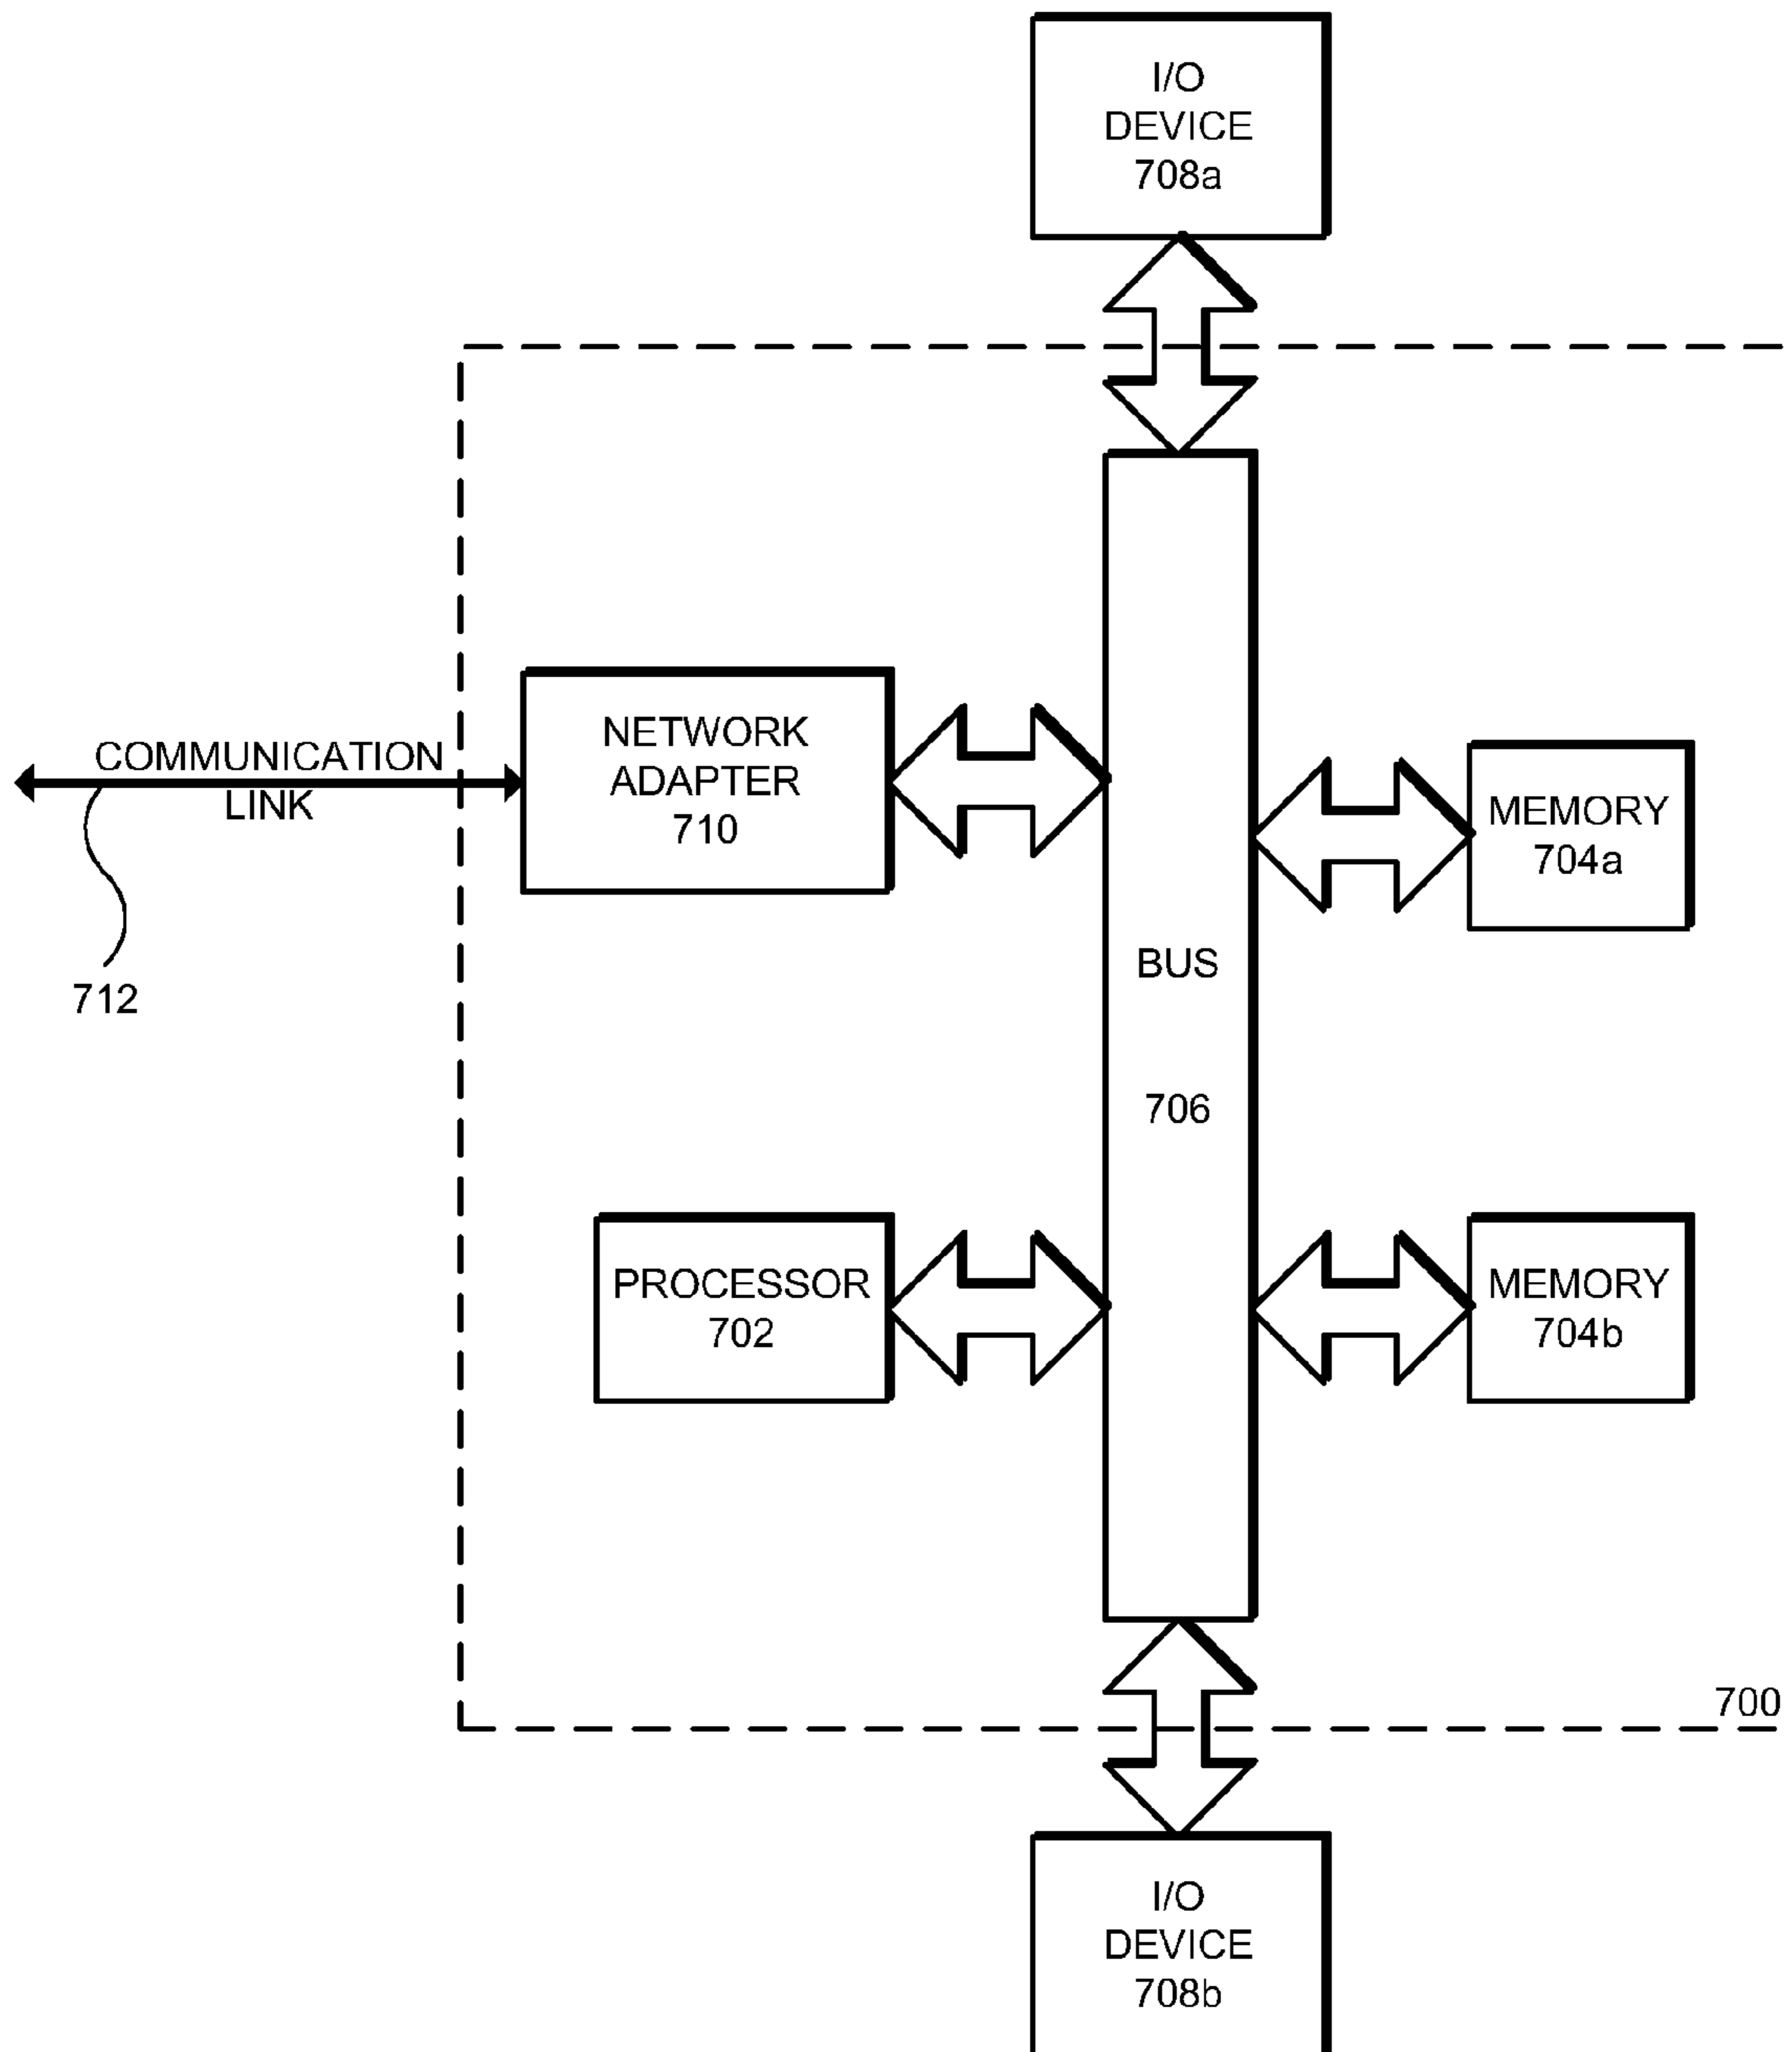 I/O
DEVICE
708a
COMMUNICATION
LINK
712
NETWORK
ADAPTER
710
MEMORY
704a
BUS
706
PROCESSOR
702
MEMORY
704b
700
I/O
DEVICE
708b